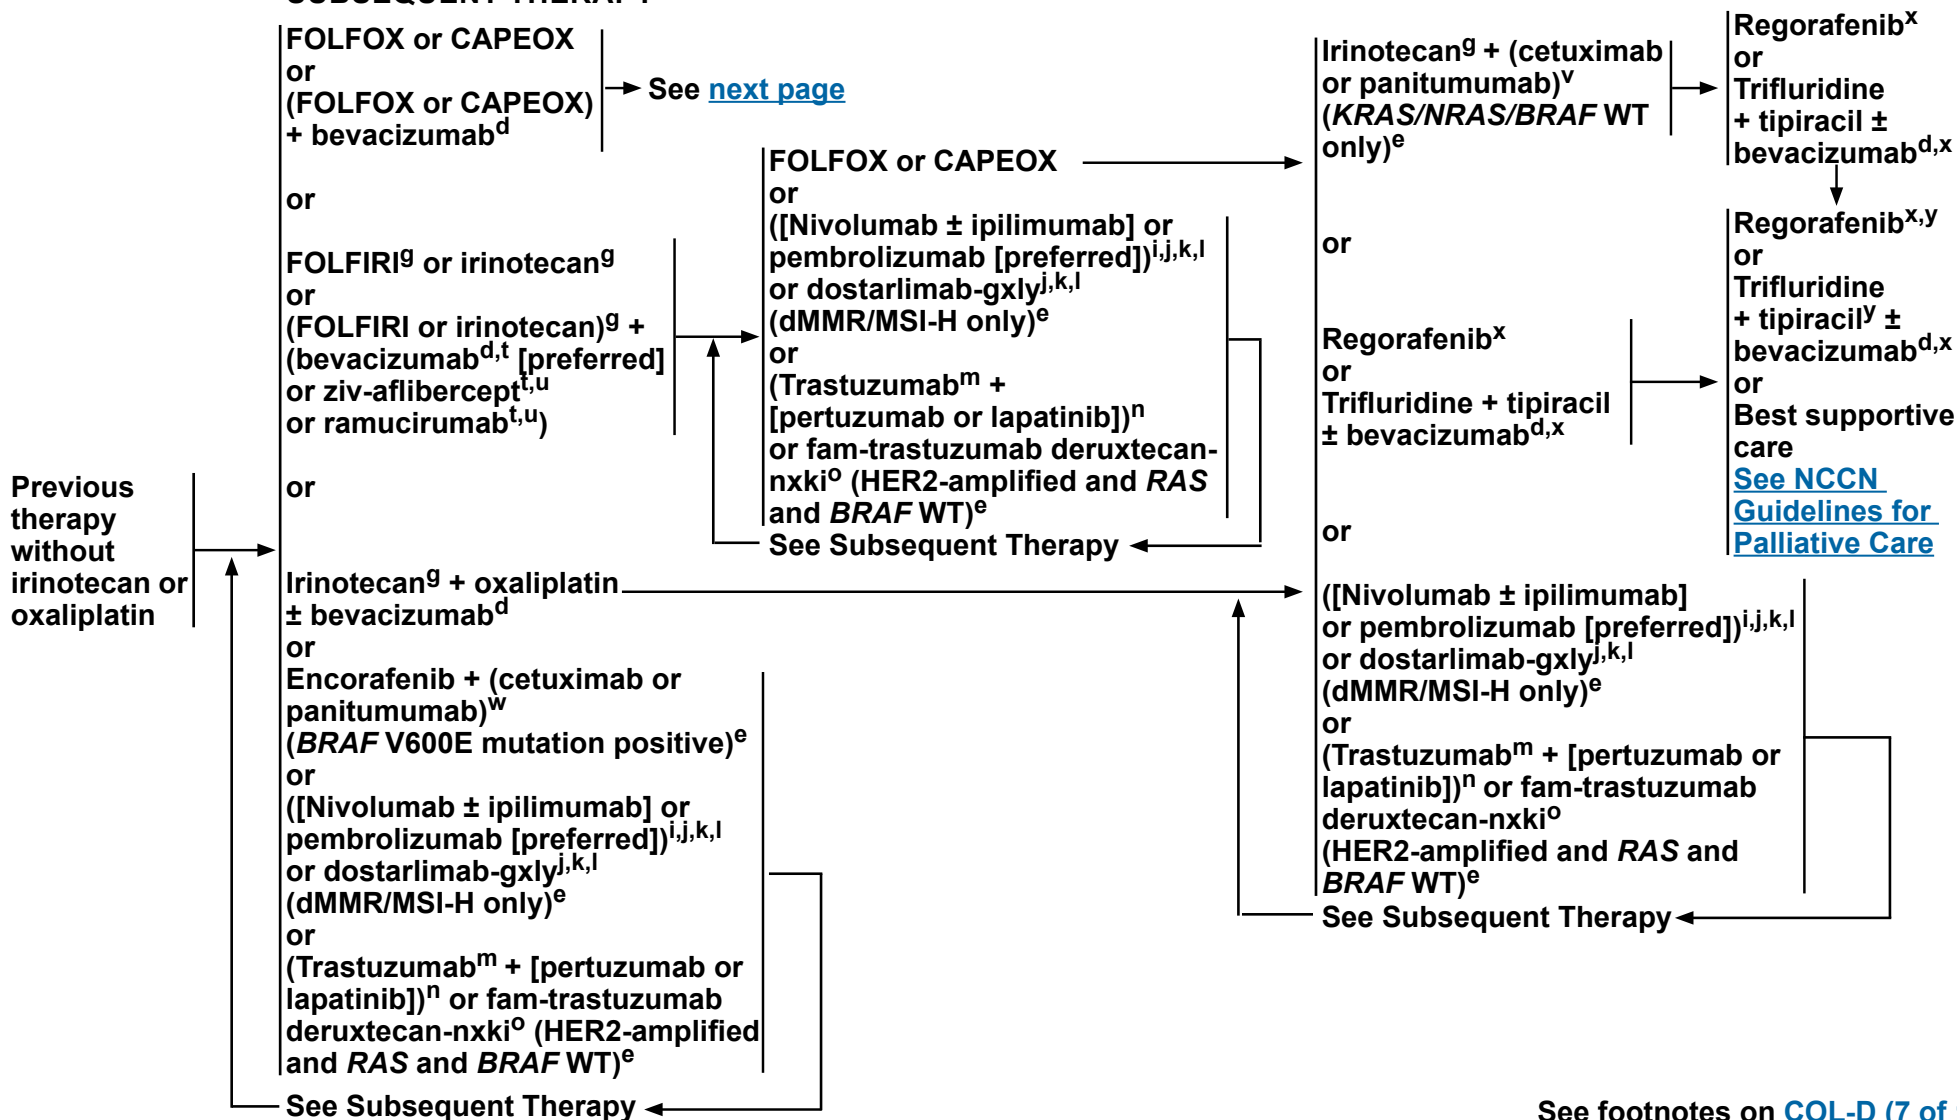 SUBSEQUENT THERAPY
Previous
therapy
without
irinotecan or
oxaliplatin
FOLFOX or CAPEOX
or
(FOLFOX or CAPEOX)
+ bevacizumabd
See next page
or
FOLFIRIg or irinotecang
or
(FOLFIRI or irinotecan)g +
(bevacizumabd,t [preferred]
or ziv-afliberceptt,u
or ramucirumabt,u)
or
Irinotecang + oxaliplatin
± bevacizumabd
or
Encorafenib + (cetuximab or
panitumumab)w
(BRAF V600E mutation positive)e
or
([Nivolumab ± ipilimumab] or
pembrolizumab [preferred])i,j,k,l
or dostarlimab-gxlyj,k,l
(dMMR/MSI-H only)e
or
(Trastuzumabm + [pertuzumab or
lapatinib])n or fam-trastuzumab
deruxtecan-nxkio (HER2-amplified
and RAS and BRAF WT)e
See Subsequent Therapy
FOLFOX or CAPEOX
or
([Nivolumab ± ipilimumab] or
pembrolizumab [preferred])i,j,k,l
or dostarlimab-gxlyj,k,l
(dMMR/MSI-H only)e
or
(Trastuzumabm +
[pertuzumab or lapatinib])n
or fam-trastuzumab deruxtecan-
nxkio (HER2-amplified and RAS
and BRAF WT)e
See Subsequent Therapy
Irinotecang + (cetuximab
or panitumumab)v
(KRAS/NRAS/BRAF WT
only)e
or
Regorafenibx
or
Trifluridine + tipiracil
± bevacizumabd,x
or
([Nivolumab ± ipilimumab]
or pembrolizumab [preferred])i,j,k,l
or dostarlimab-gxlyj,k,l
(dMMR/MSI-H only)e
or
(Trastuzumabm + [pertuzumab or
lapatinib])n or fam-trastuzumab
deruxtecan-nxkio
(HER2-amplified and RAS and
BRAF WT)e
See Subsequent Therapy
Regorafenibx
or
Trifluridine
+ tipiracil ±
bevacizumabd,x
Regorafenibx,y
or
Trifluridine
+ tipiracily ±
bevacizumabd,x
or
Best supportive
care
See NCCN
Guidelines for
Palliative Care
See footnotes on COL-D (7 of